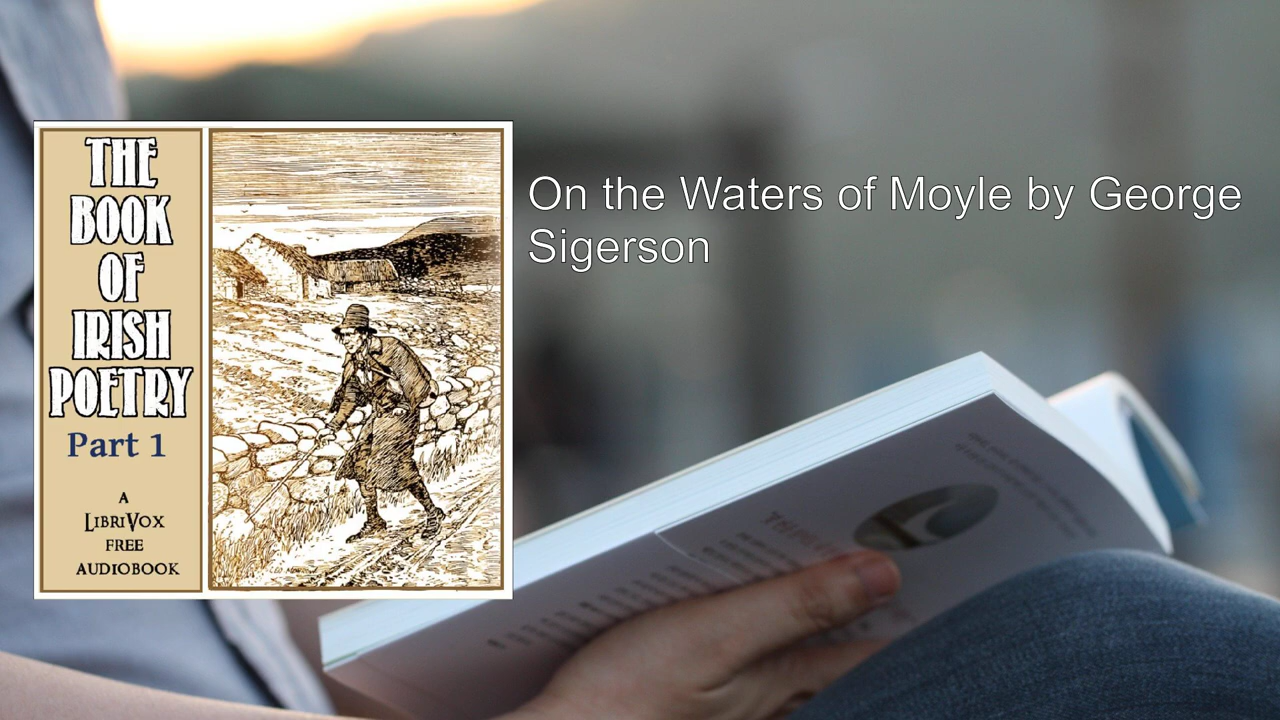 THE
BOOK
OF
IRISH
POETRY
Part 1
A
LIBRIVOX
FREE
AUDIOBOOK
On the Waters of Moyle by George
Sigerson